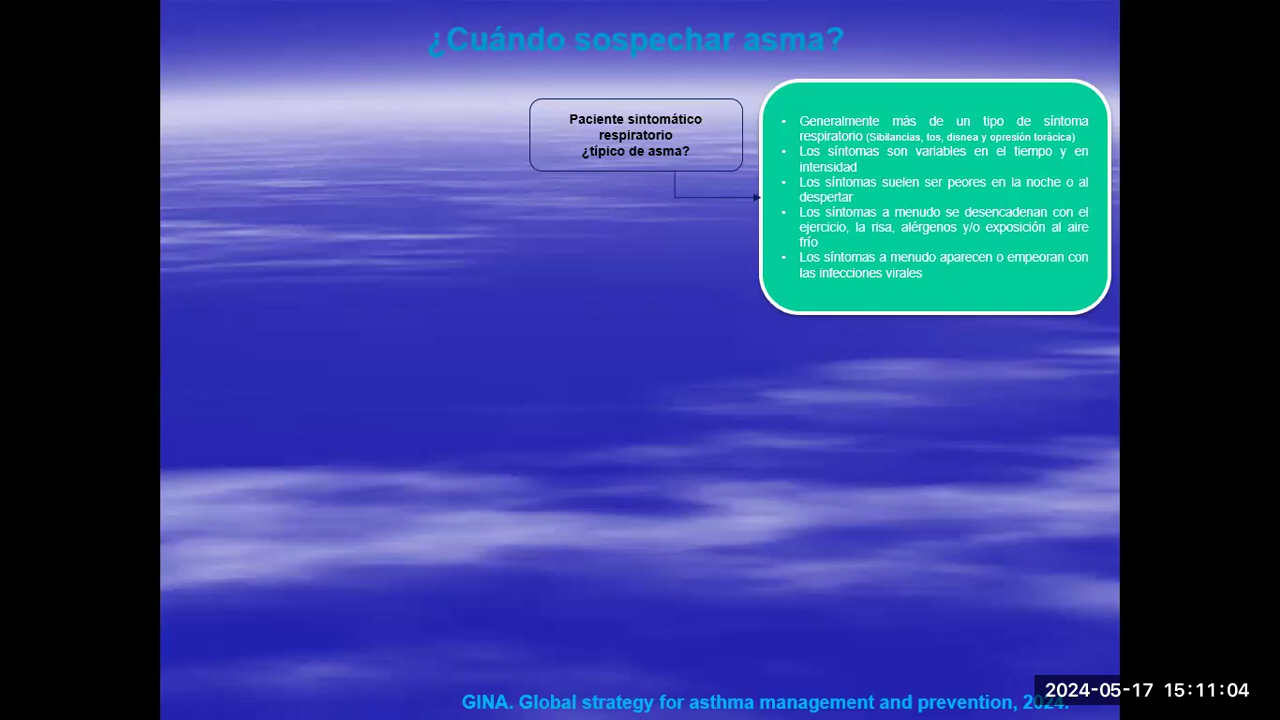 ¿Cuándo sospechar asma?
Paciente sintomático
respiratorio
¿típico de asma?
• Generalmente más de un tipo de síntoma
respiratorio (Sibilancias, tos, disnea y opresión torácica)
• Los síntomas son variables en el tiempo y en
intensidad
• Los síntomas suelen ser peores en la noche o al
despertar
• Los síntomas a menudo se desencadenan con el
ejercicio, la risa, alérgenos y/o exposición al aire
frío
• Los síntomas a menudo aparecen o empeoran con
las infecciones virales
GINA. Global strategy for asthma management and prevention, 2024.
2024-05-17 15:11:04